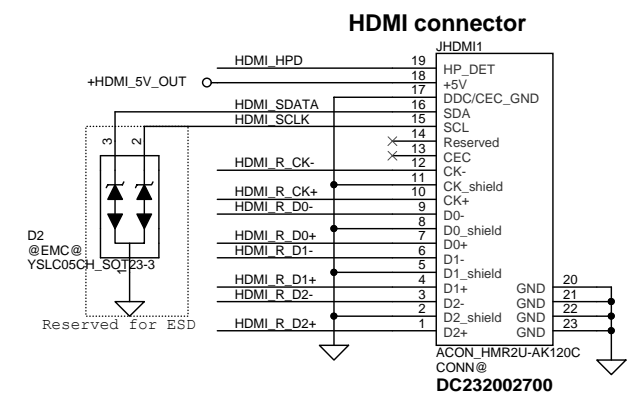 HDMI connector
JHDMI1
HDMI_HPD 19 HP_DET
+HDMI_5V_OUT 18 +5V
17 DDC/CEC_GND
HDMI_SDATA 16 SDA
HDMI_SCLK 15 SCL
14 Reserved
13 CEC
HDMI_R_CK- 12 CK-
11 CK_shield
HDMI_R_CK+ 10 CK+
HDMI_R_D0- 9 D0-
8 D0_shield
HDMI_R_D0+ 7 D0+
HDMI_R_D1- 6 D1-
5 D1_shield
HDMI_R_D1+ 4 D1+ GND 20
HDMI_R_D2- 3 D2- GND 21
2 D2_shield GND 22
HDMI_R_D2+ 1 D2+ GND 23
3 2
D2
@EMC@
YSLC05CH_SOT23-3
1
Reserved for ESD
ACON_HMR2U-AK120C
CONN@
DC232002700